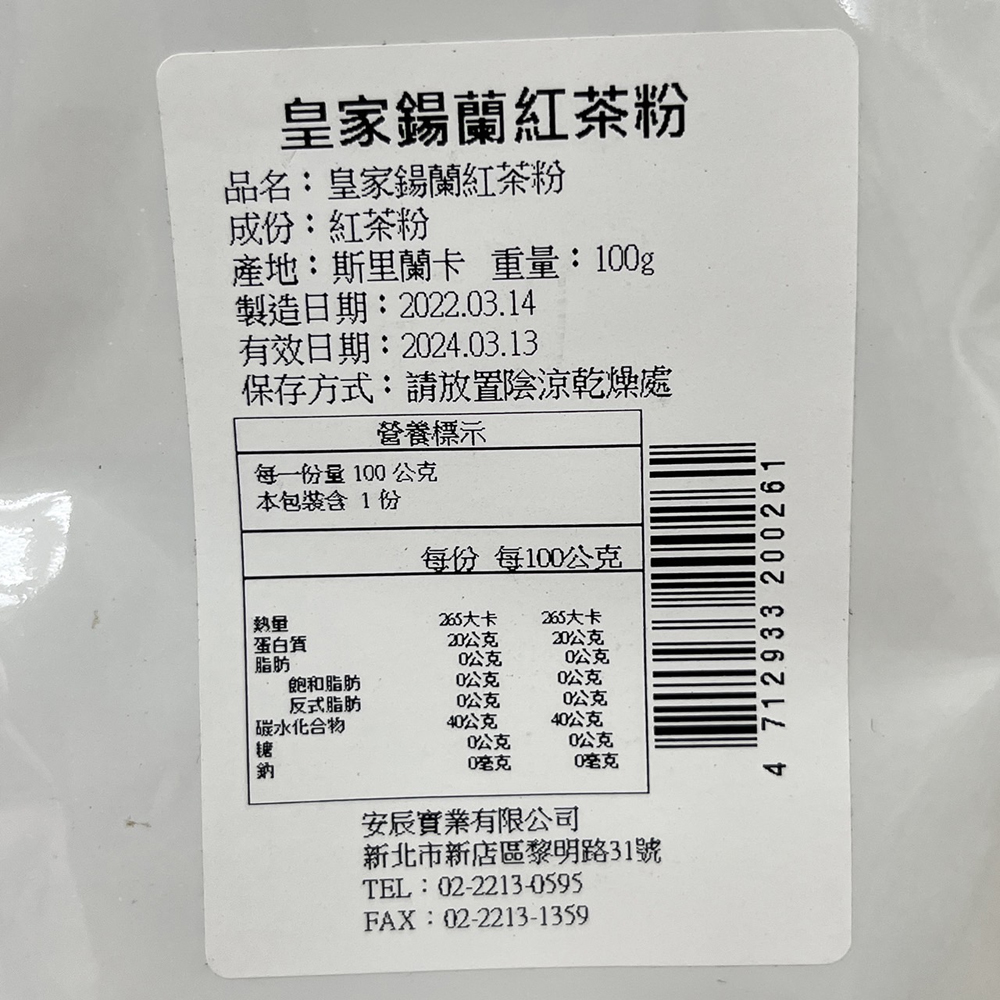 皇家鍚蘭紅茶粉
品名：皇家鍚蘭紅茶粉
成份：紅茶粉
產地：斯里蘭卡 重量：100g
製造日期：2022.03.14
有效日期：2024.03.13
保存方式：請放置陰涼乾燥處
營養標示
每一份量 100 公克
本包裝含 1 份
每份 每100公克
熱量 265大卡 265大卡
蛋白質 20公克 20公克
脂肪 0公克 0公克
飽和脂肪 0公克 0公克
反式脂肪 0公克 0公克
碳水化合物 40公克 40公克
糖 0公克 0公克
鈉 0毫克 0毫克
4 712933 200261
安辰實業有限公司
新北市新店區黎明路31號
TEL：02-2213-0595
FAX：02-2213-1359